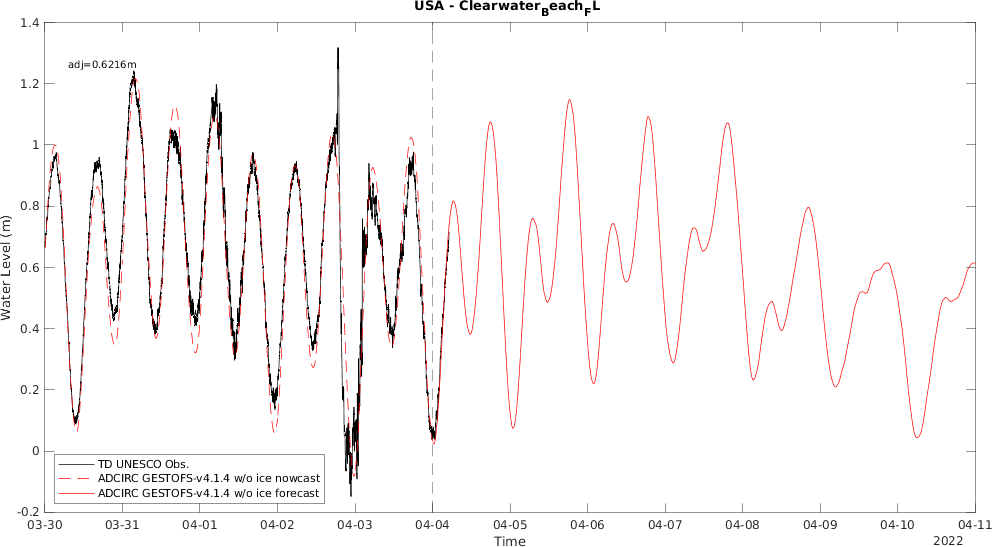 USA - Clearwater_Beach_FL
adj=0.6216m
Water Level (m)
1.4
1.2
1
0.8
0.6
0.4
0.2
0
-0.2
TD UNESCO Obs.
ADCIRC GESTOFS-v4.1.4 w/o ice nowcast
ADCIRC GESTOFS-v4.1.4 w/o ice forecast
03-30 03-31 04-01 04-02 04-03 04-04 04-05 04-06 04-07 04-08 04-09 04-10 04-11
Time
2022